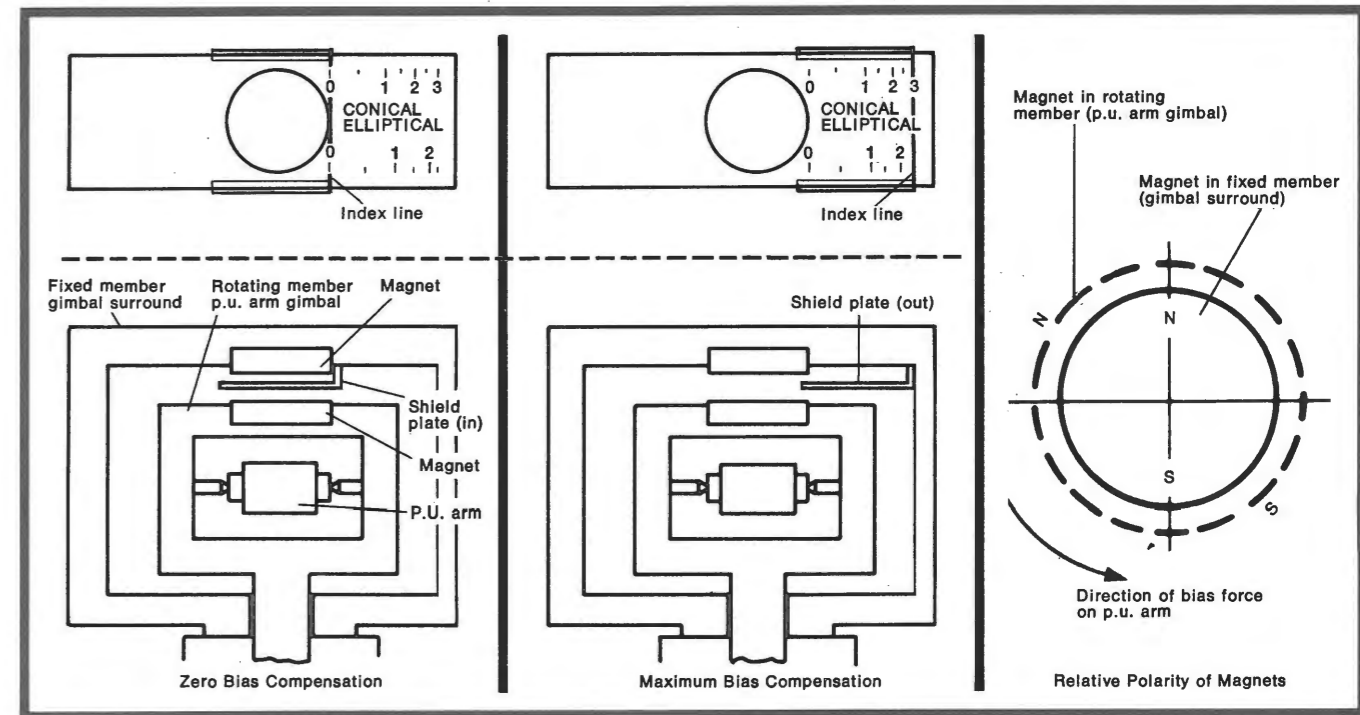 0 1 2 3
CONICAL
ELLIPTICAL
0 1 2
Index line
Fixed member
gimbal surround
Rotating member
p.u. arm gimbal
Magnet
Shield
plate (in)
Magnet
P.U. arm
Zero Bias Compensation
0 1 2 3
CONICAL
ELLIPTICAL
0 1 2
Index line
Shield plate (out)
Maximum Bias Compensation
Magnet in rotating
member (p.u. arm gimbal)
Magnet in fixed member
(gimbal surround)
N
N
S
S
Direction of bias force
on p.u. arm
Relative Polarity of Magnets